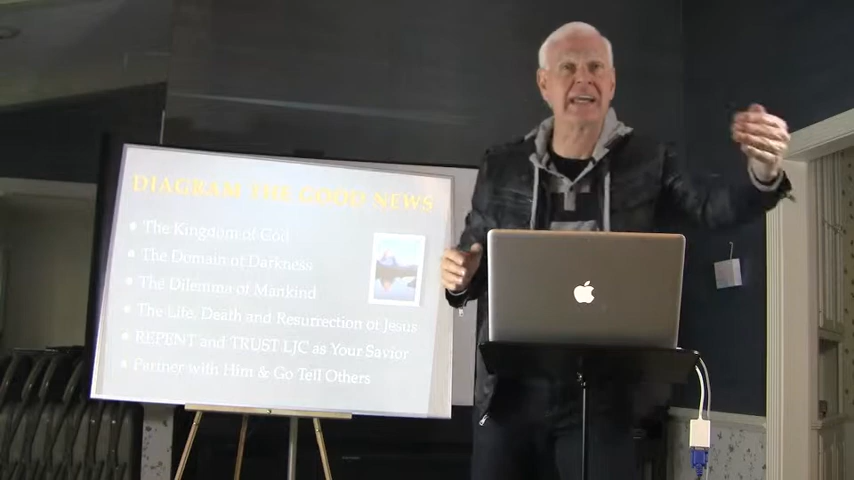 DIAGRAM THE GOOD NEWS
The Kingdom of God
The Domain of Darkness
The Dilemma of Mankind
The Life, Death and Resurrection of Jesus
REPENT and TRUST LJC as Your Savior
Partner with Him & Go Tell Others